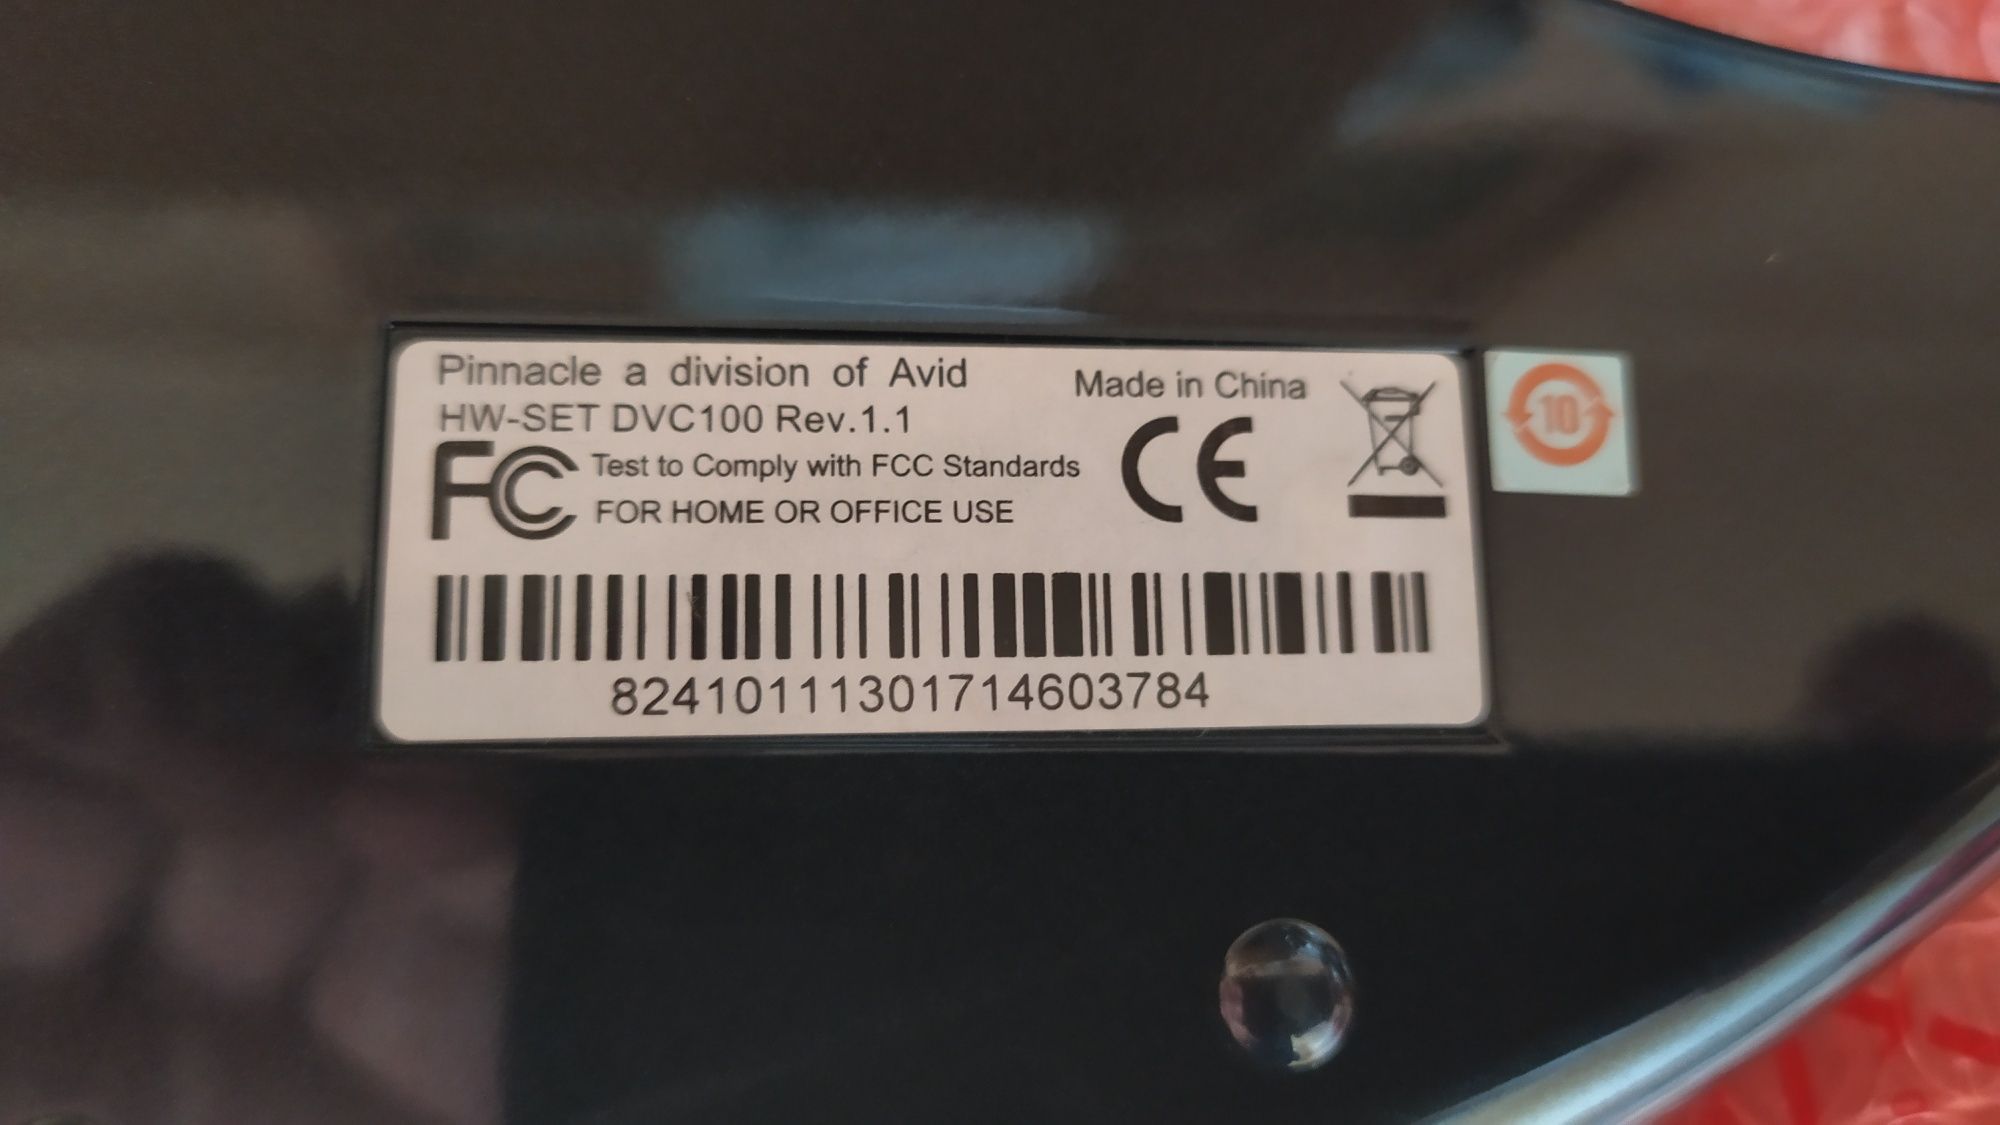 Pinnacle a division of Avid
HW-SET DVC100 Rev.1.1
Made in China
FC Test to Comply with FCC Standards
FOR HOME OR OFFICE USE
CE
10
82410111301714603784